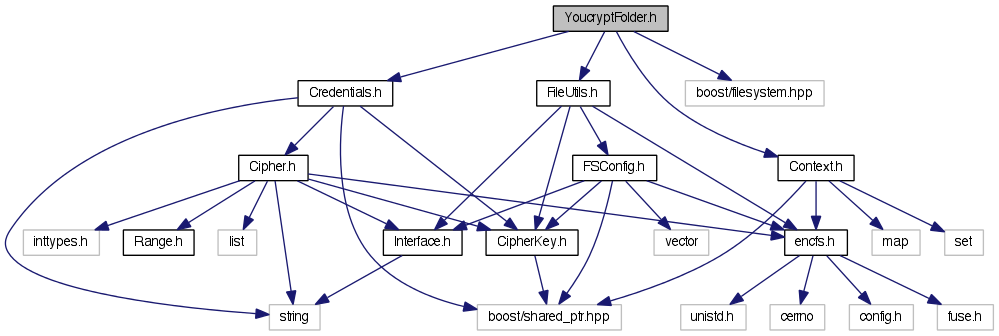 YoucryptFolder.h
Credentials.h
FileUtils.h
boost/filesystem.hpp
Cipher.h
FSConfig.h
Context.h
inttypes.h
Range.h
list
Interface.h
CipherKey.h
vector
encfs.h
map
set
string
boost/shared_ptr.hpp
unistd.h
cerrno
config.h
fuse.h